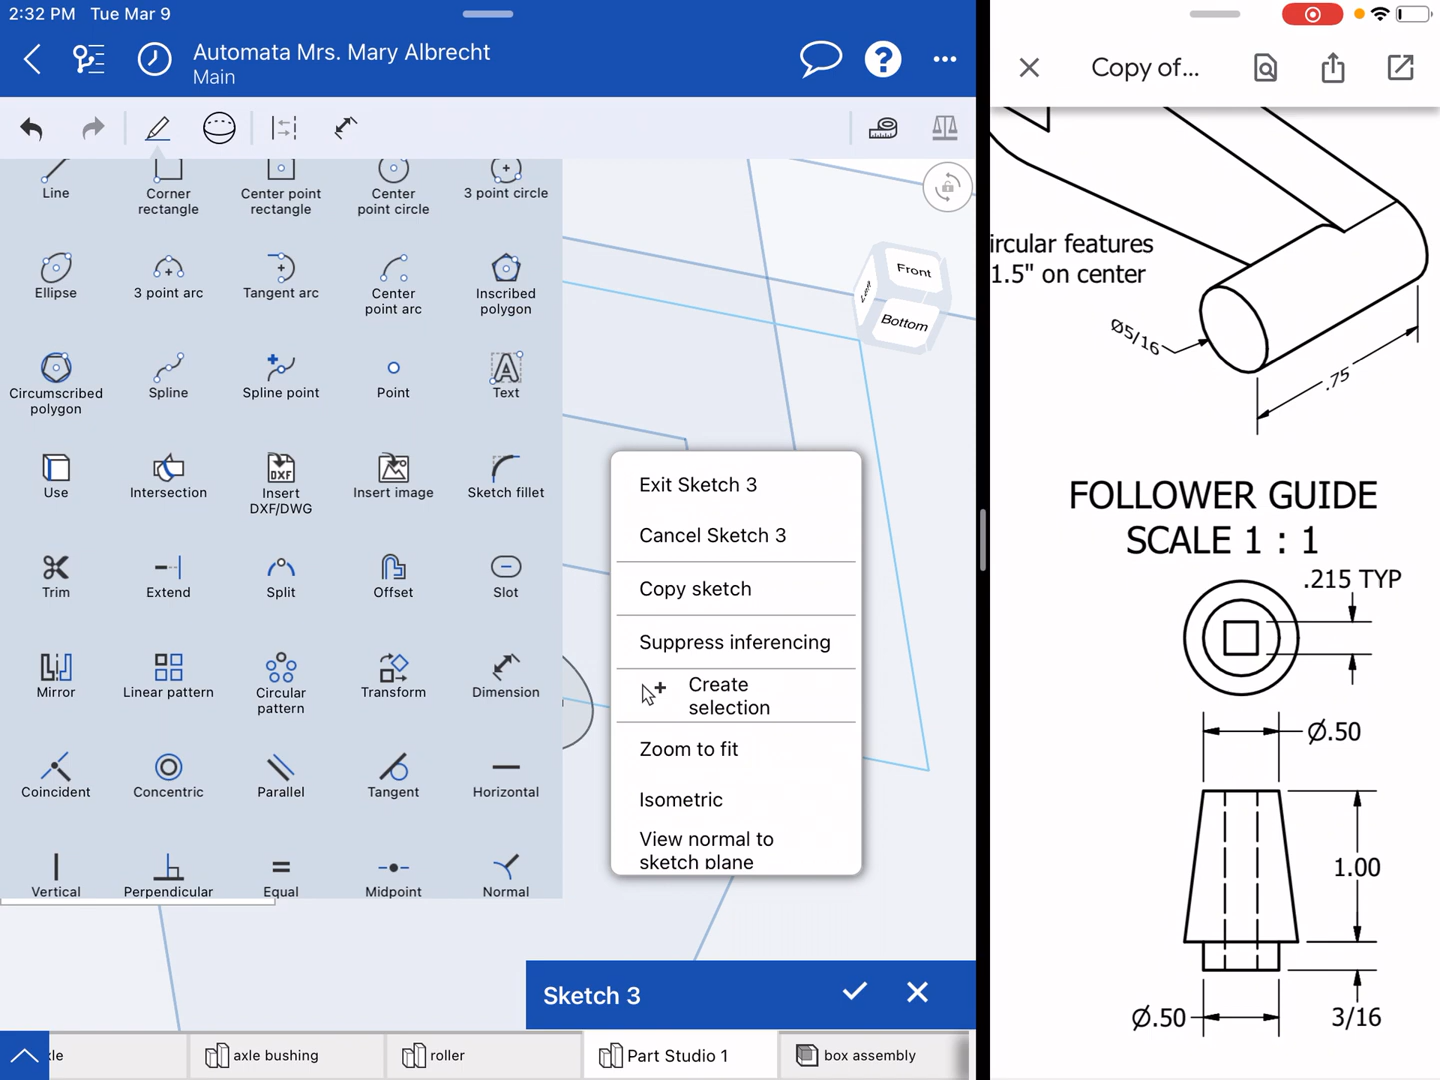 2:32 PM Tue Mar 9
Automata Mrs. Mary Albrecht
Main
Copy of...
Line
Corner rectangle
Center point rectangle
Center point circle
3 point circle
Ellipse
3 point arc
Tangent arc
Center point arc
Inscribed polygon
Circumscribed polygon
Spline
Spline point
Point
Text
Use
Intersection
DXF
Insert DXF/DWG
Insert image
Sketch fillet
Trim
Extend
Split
Offset
Slot
Mirror
Linear pattern
Circular pattern
Transform
Dimension
Coincident
Concentric
Parallel
Tangent
Horizontal
Vertical
Perpendicular
Equal
Midpoint
Normal
Front
Bottom
Exit Sketch 3
Cancel Sketch 3
Copy sketch
Suppress inferencing
Create selection
Zoom to fit
Isometric
View normal to sketch plane
Sketch 3
axle bushing
roller
Part Studio 1
box assembly
ircular features
1.5" on center
Ø5/16
.75
FOLLOWER GUIDE
SCALE 1 : 1
.215 TYP
Ø.50
1.00
Ø.50
3/16